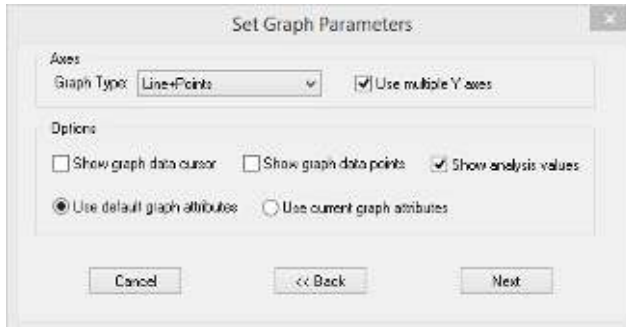 Set Graph Parameters
Axes
Graph Type: Line+Points Use multiple Y axes
Options
Show graph data cursor Show graph data points Show analysis values
Use default graph attributes Use current graph attributes
Cancel << Back Next